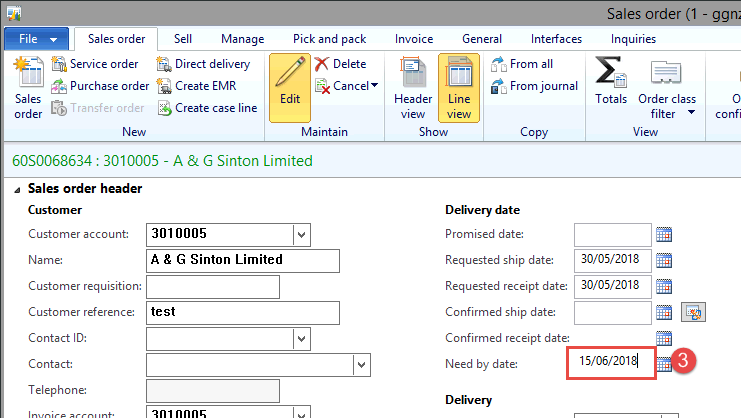 Sales order (1 - ggnz
File Sales order Sell Manage Pick and pack Invoice General Interfaces Inquiries
Sales order
Service order
Purchase order
Transfer order
Direct delivery
Create EMR
Create case line
New
Edit
Delete
Cancel
Maintain
Header view
Line view
Show
From all
From journal
Copy
Totals
Order class filter
View
O
confi
60S0068634 : 3010005 - A & G Sinton Limited
Sales order header
Customer
Customer account: 3010005
Name: A & G Sinton Limited
Customer requisition:
Customer reference: test
Contact ID:
Contact:
Telephone:
Invoice account: 3010005
Delivery date
Promised date:
Requested ship date: 30/05/2018
Requested receipt date: 30/05/2018
Confirmed ship date:
Confirmed receipt date:
Need by date: 15/06/2018 3
Delivery